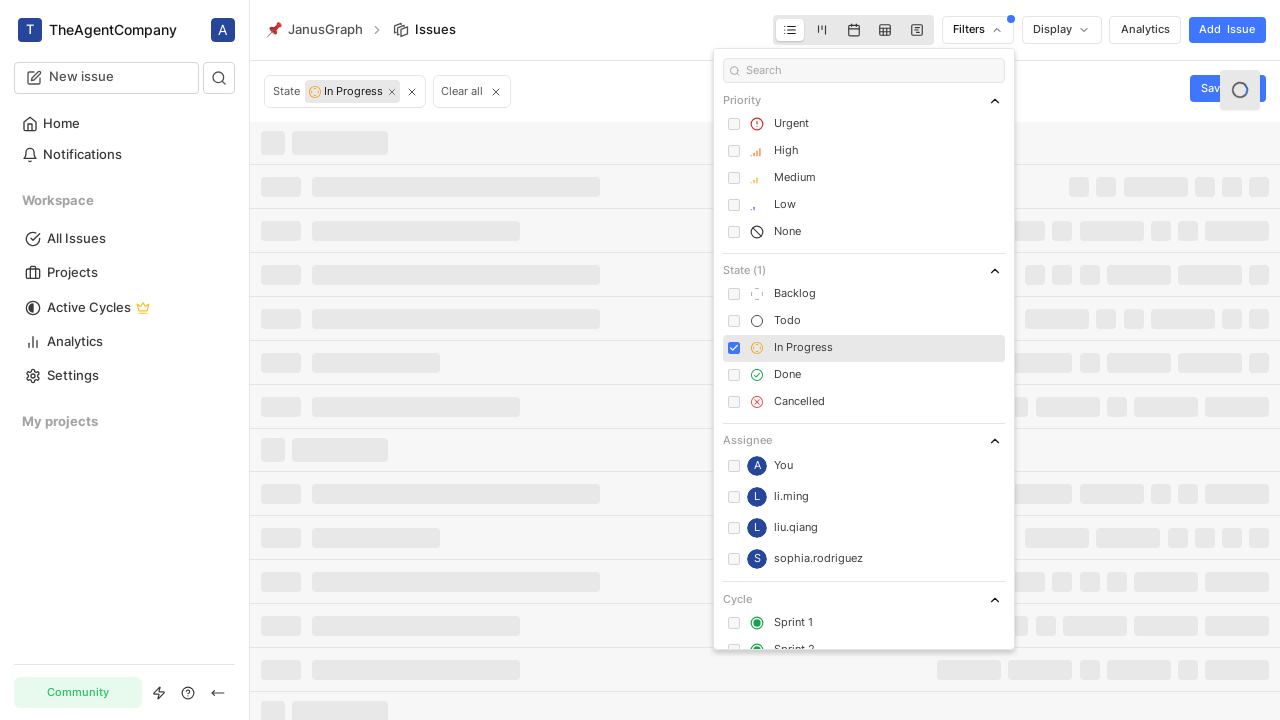 T TheAgentCompany A
New issue
Home
Notifications
Workspace
All Issues
Projects
Active Cycles
Analytics
Settings
My projects
Community
JanusGraph Issues
Filters
Display
Analytics
Add Issue
State In Progress
Clear all
Sav
Search
Priority
Urgent
High
Medium
Low
None
State (1)
Backlog
Todo
In Progress
Done
Cancelled
Assignee
A You
L li.ming
L liu.qiang
S sophia.rodriguez
Cycle
Sprint 1
Sprint 2